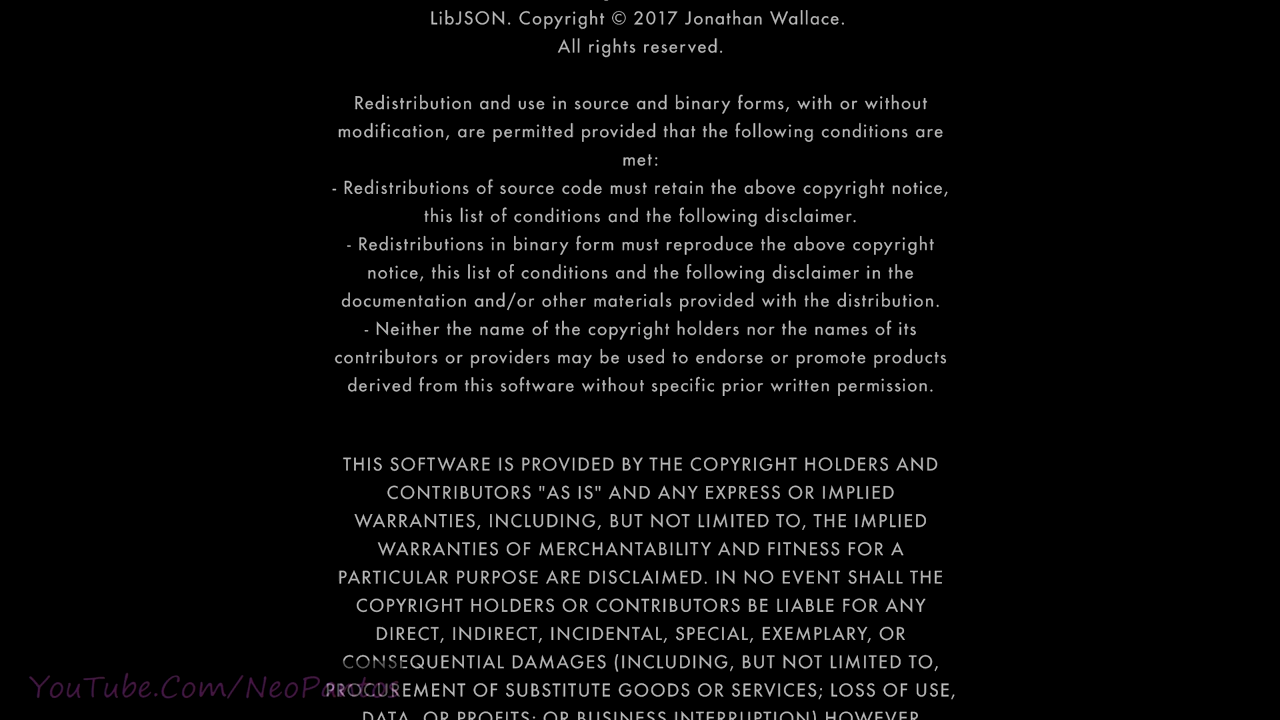 LibJSON. Copyright © 2017 Jonathan Wallace.
All rights reserved.
Redistribution and use in source and binary forms, with or without
modification, are permitted provided that the following conditions are
met:
- Redistributions of source code must retain the above copyright notice,
this list of conditions and the following disclaimer.
- Redistributions in binary form must reproduce the above copyright
notice, this list of conditions and the following disclaimer in the
documentation and/or other materials provided with the distribution.
- Neither the name of the copyright holders nor the names of its
contributors or providers may be used to endorse or promote products
derived from this software without specific prior written permission.
THIS SOFTWARE IS PROVIDED BY THE COPYRIGHT HOLDERS AND
CONTRIBUTORS "AS IS" AND ANY EXPRESS OR IMPLIED
WARRANTIES, INCLUDING, BUT NOT LIMITED TO, THE IMPLIED
WARRANTIES OF MERCHANTABILITY AND FITNESS FOR A
PARTICULAR PURPOSE ARE DISCLAIMED. IN NO EVENT SHALL THE
COPYRIGHT HOLDERS OR CONTRIBUTORS BE LIABLE FOR ANY
DIRECT, INDIRECT, INCIDENTAL, SPECIAL, EXEMPLARY, OR
CONSEQUENTIAL DAMAGES (INCLUDING, BUT NOT LIMITED TO,
PROCUREMENT OF SUBSTITUTE GOODS OR SERVICES; LOSS OF USE,
DATA, OR PROFITS; OR BUSINESS INTERRUPTION) HOWEVER